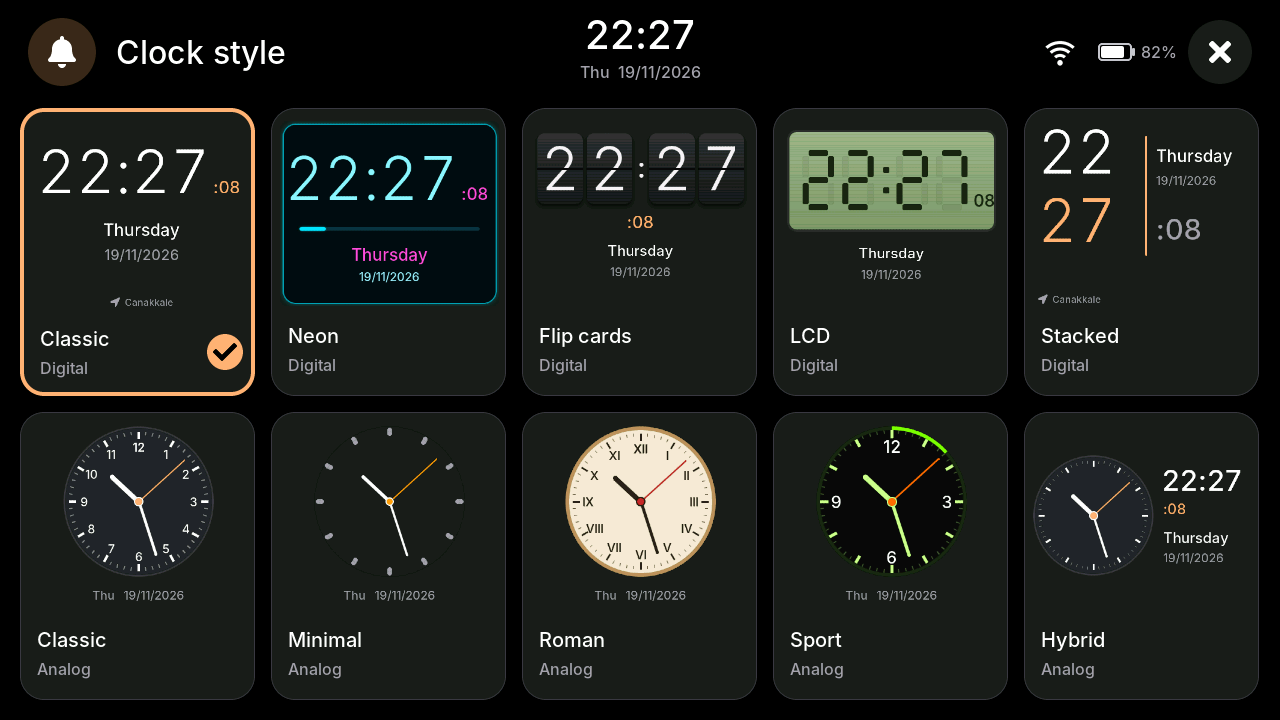 Clock style
22:27
Thu 19/11/2026
82%
22:27 :08
Thursday
19/11/2026
Canakkale
Classic
Digital
22:27 :08
Thursday
19/11/2026
Neon
Digital
22:27
:08
Thursday
19/11/2026
Flip cards
Digital
22:27 08
Thursday
19/11/2026
LCD
Digital
22
27
Thursday
19/11/2026
:08
Canakkale
Stacked
Digital
12
1
2
3
4
5
6
7
8
9
10
11
Thu 19/11/2026
Classic
Analog
Thu 19/11/2026
Minimal
Analog
XII
I
II
III
IV
V
VI
VII
VIII
IX
X
XI
Thu 19/11/2026
Roman
Analog
12
3
6
9
Thu 19/11/2026
Sport
Analog
22:27
:08
Thursday
19/11/2026
Hybrid
Analog